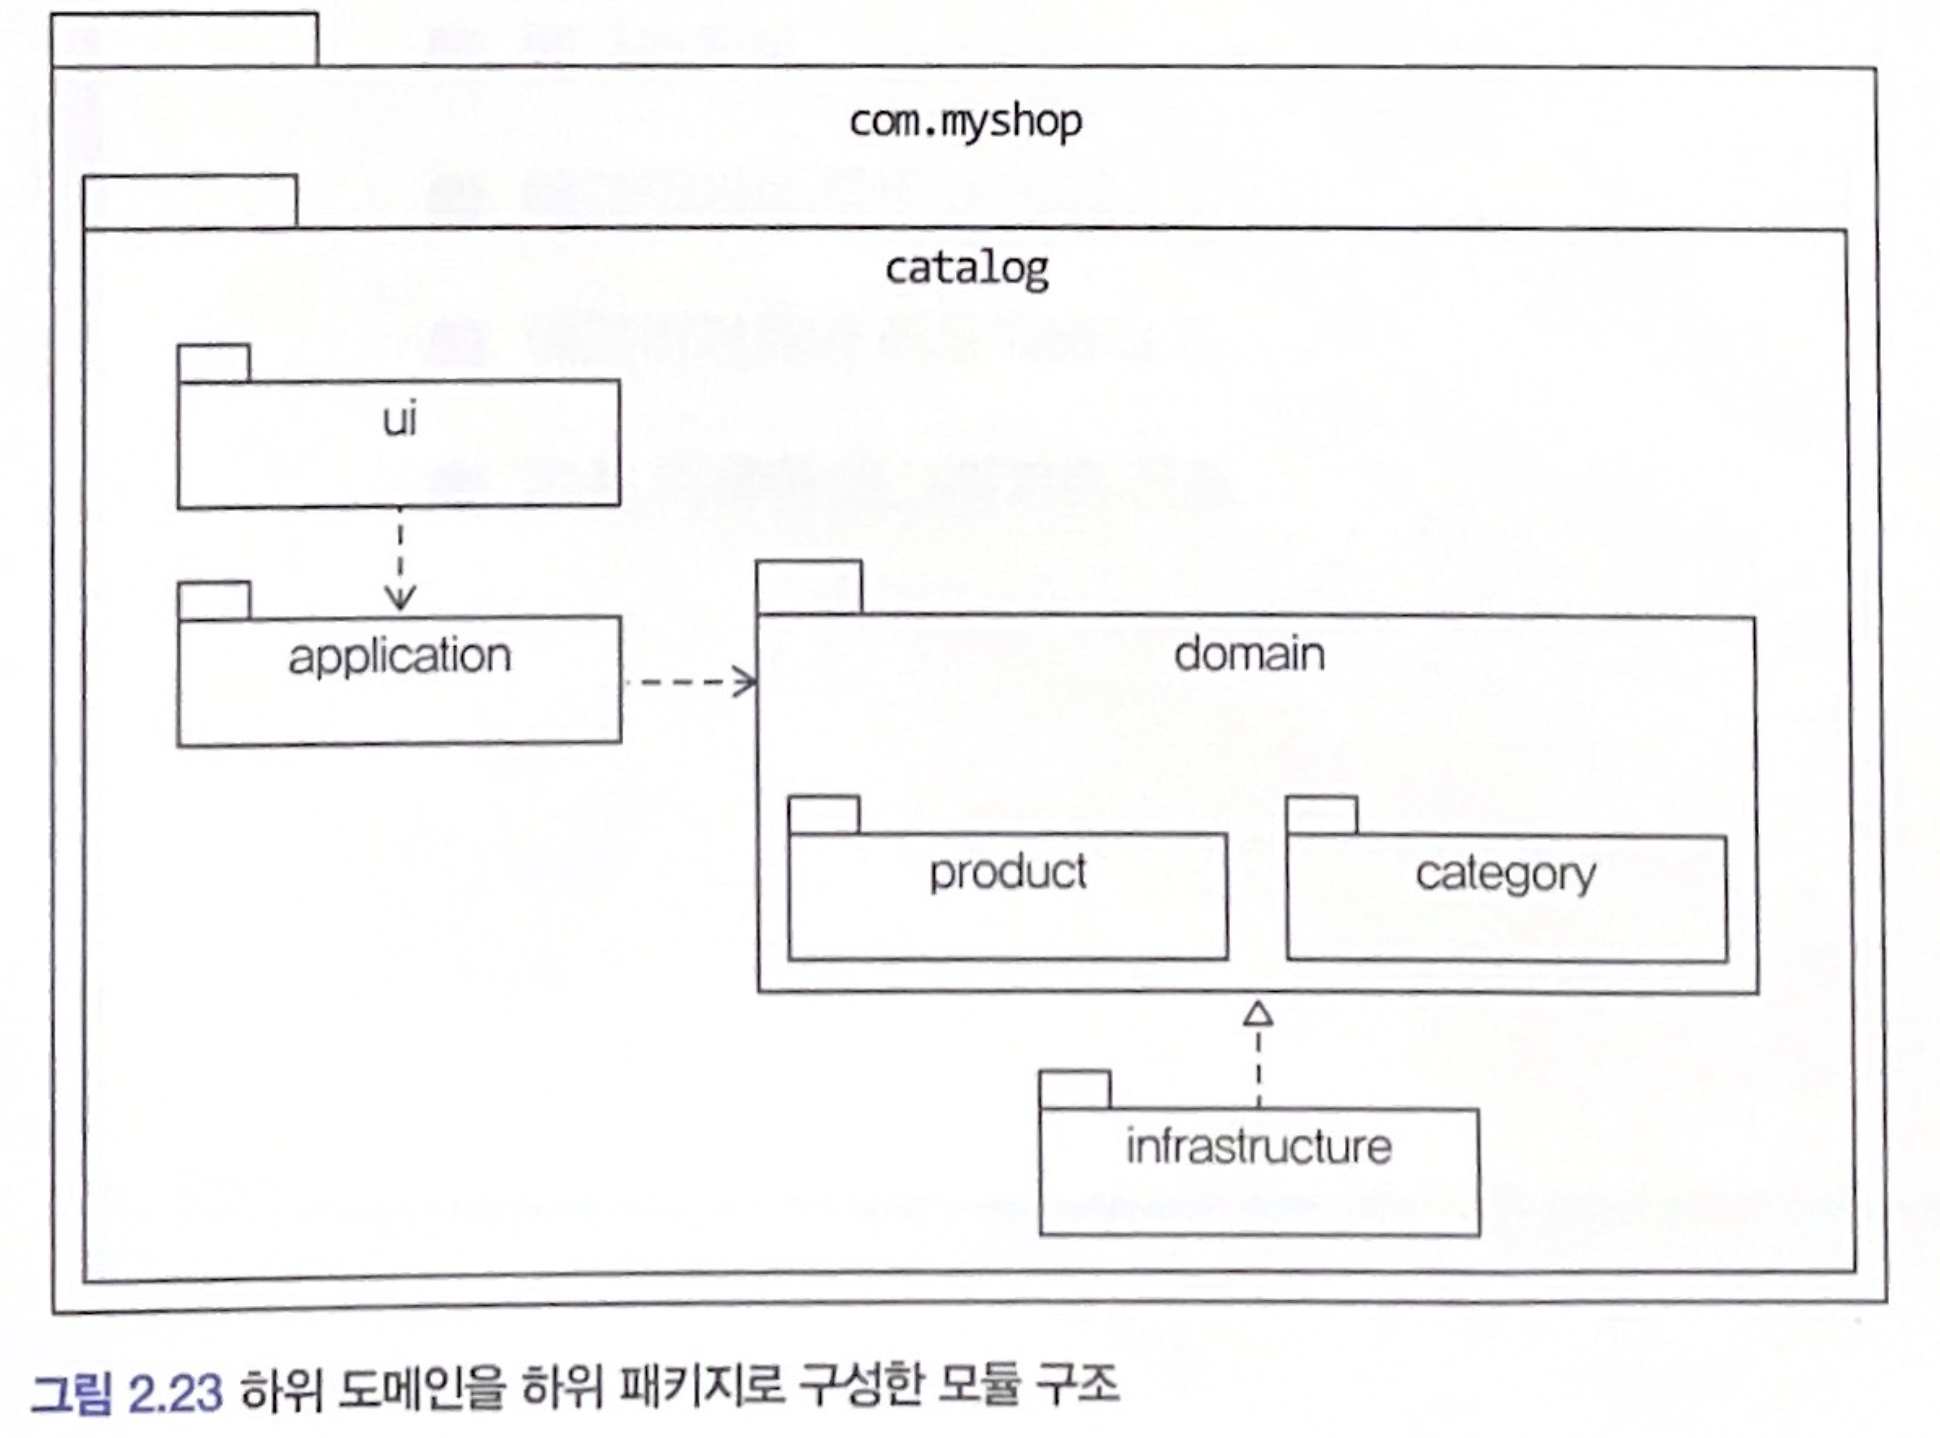 com.myshop
catalog
ui
application
domain
product
category
infrastructure
그림 2.23 하위 도메인을 하위 패키지로 구성한 모듈 구조